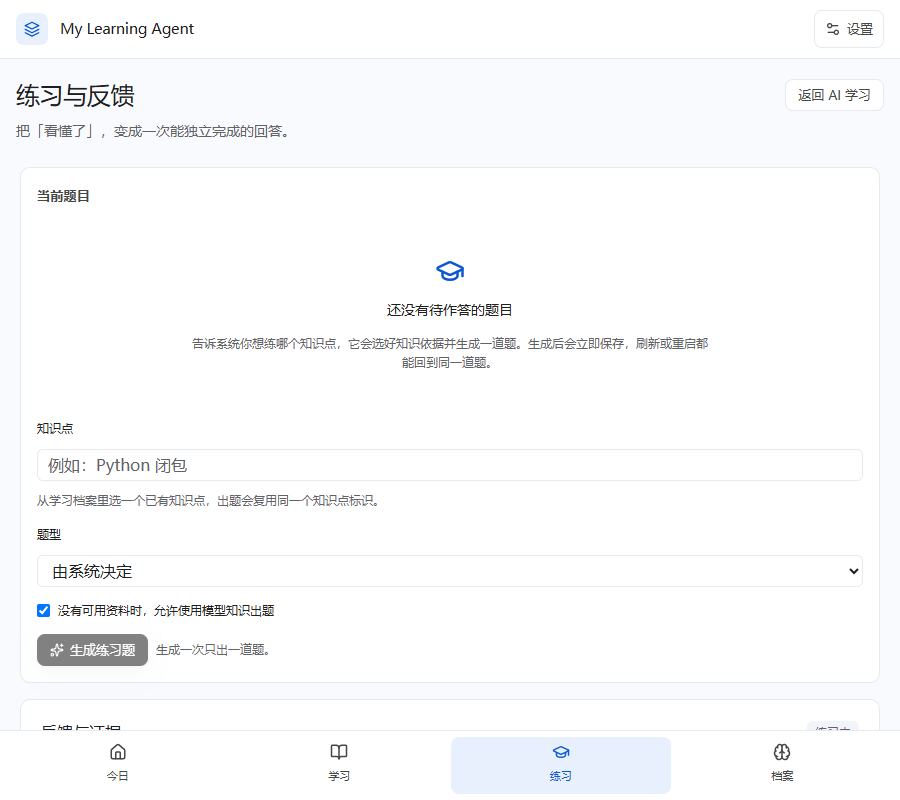 My Learning Agent
设置
练习与反馈
返回 AI 学习
把「看懂了」，变成一次能独立完成的回答。
当前题目
还没有待作答的题目
告诉系统你想练哪个知识点，它会选好知识依据并生成一道题。生成后会立即保存，刷新或重启都
能回到同一道题。
知识点
例如：Python 闭包
从学习档案里选一个已有知识点，出题会复用同一个知识点标识。
题型
由系统决定
没有可用资料时，允许使用模型知识出题
生成练习题
生成一次只出一道题。
今日
学习
练习
档案